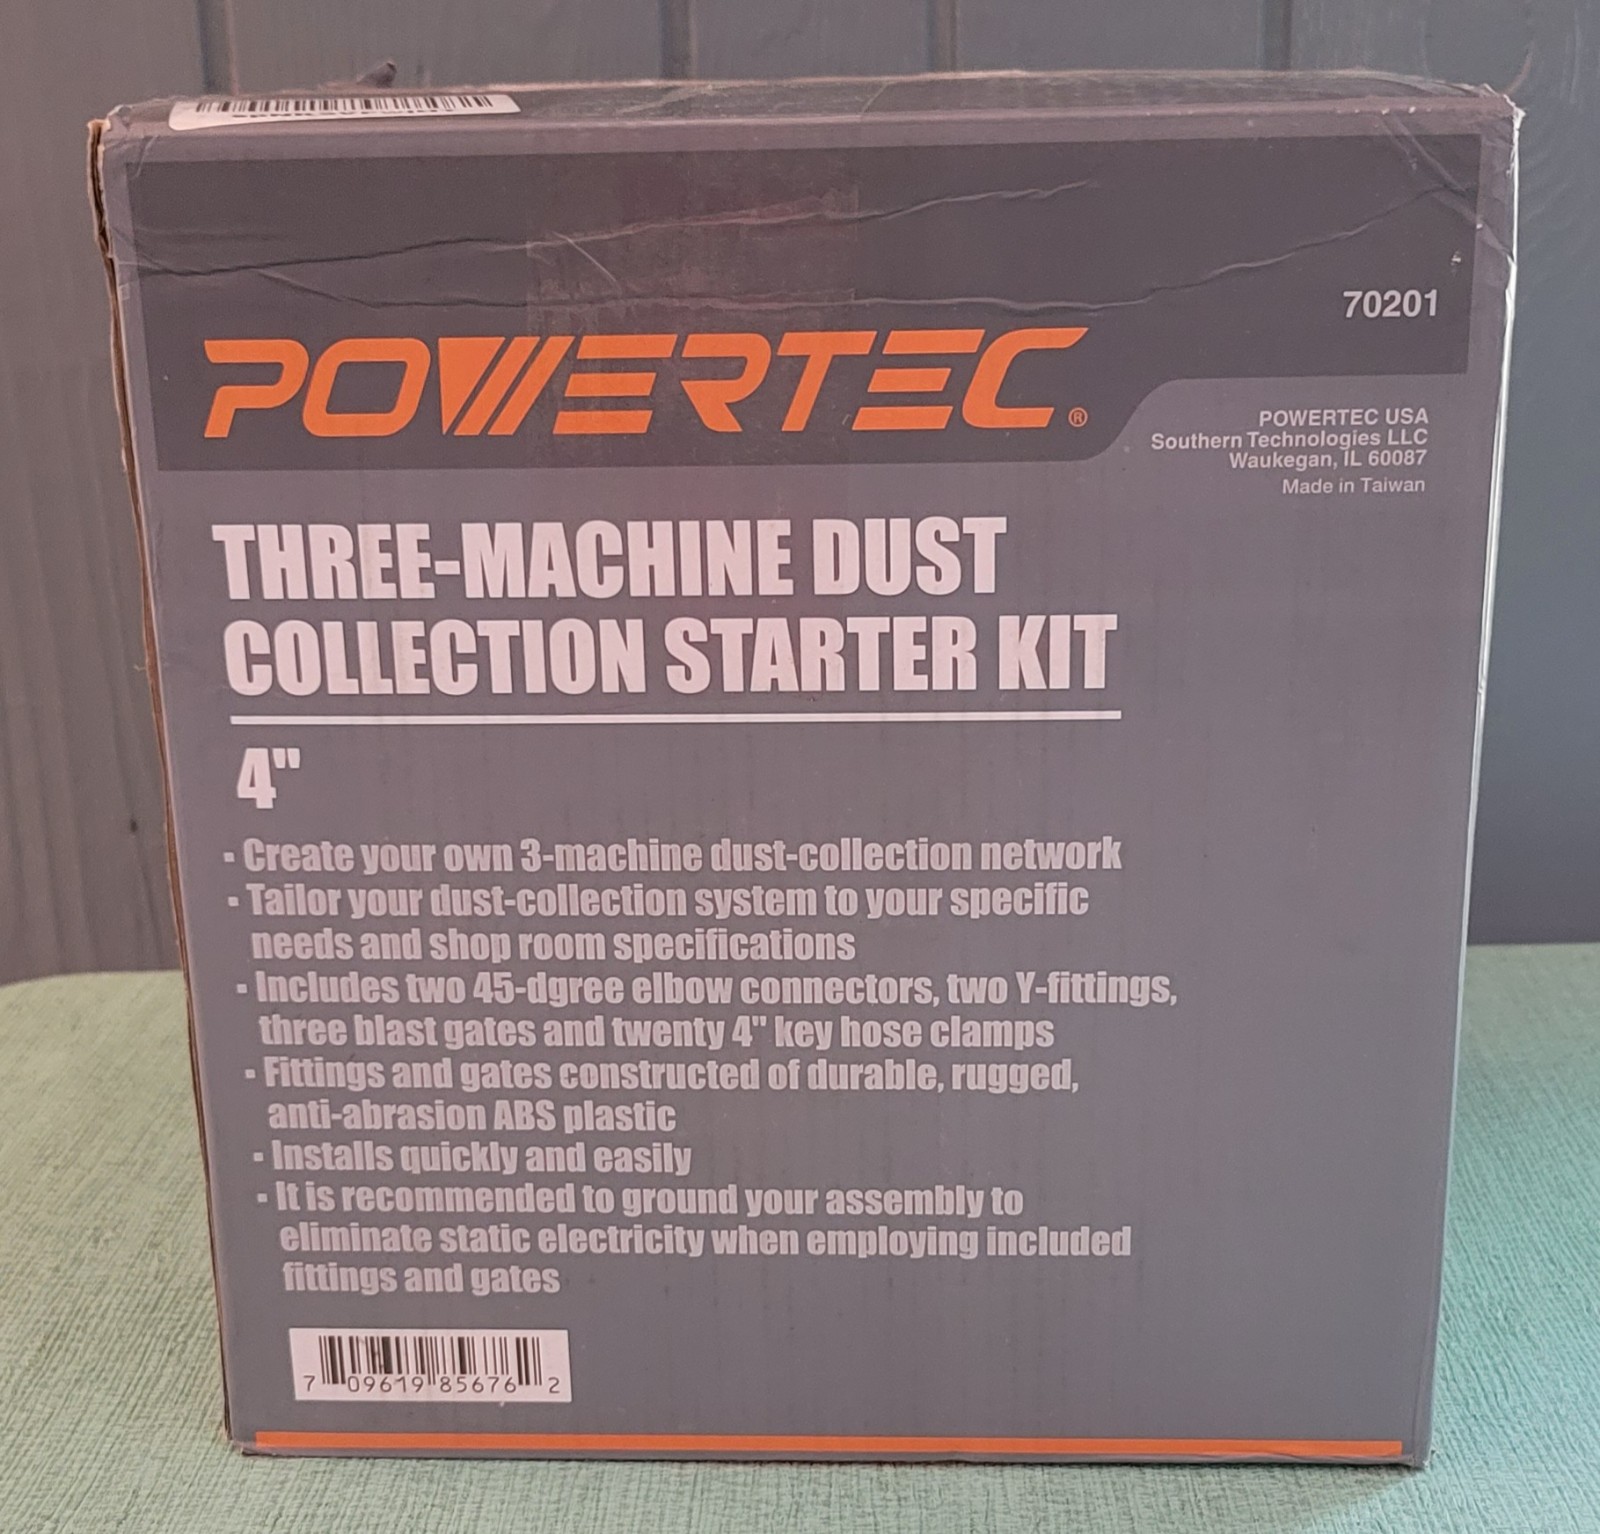 70201
POWERTEC®
POWERTEC USA
Southern Technologies LLC
Waukegan, IL 60087
Made in Taiwan
THREE-MACHINE DUST
COLLECTION STARTER KIT
4"
▪ Create your own 3-machine dust-collection network
▪ Tailor your dust-collection system to your specific
needs and shop room specifications
▪ Includes two 45-dgree elbow connectors, two Y-fittings,
three blast gates and twenty 4" key hose clamps
▪ Fittings and gates constructed of durable, rugged,
anti-abrasion ABS plastic
▪ Installs quickly and easily
▪ It is recommended to ground your assembly to
eliminate static electricity when employing included
fittings and gates
7 09619 85676 2